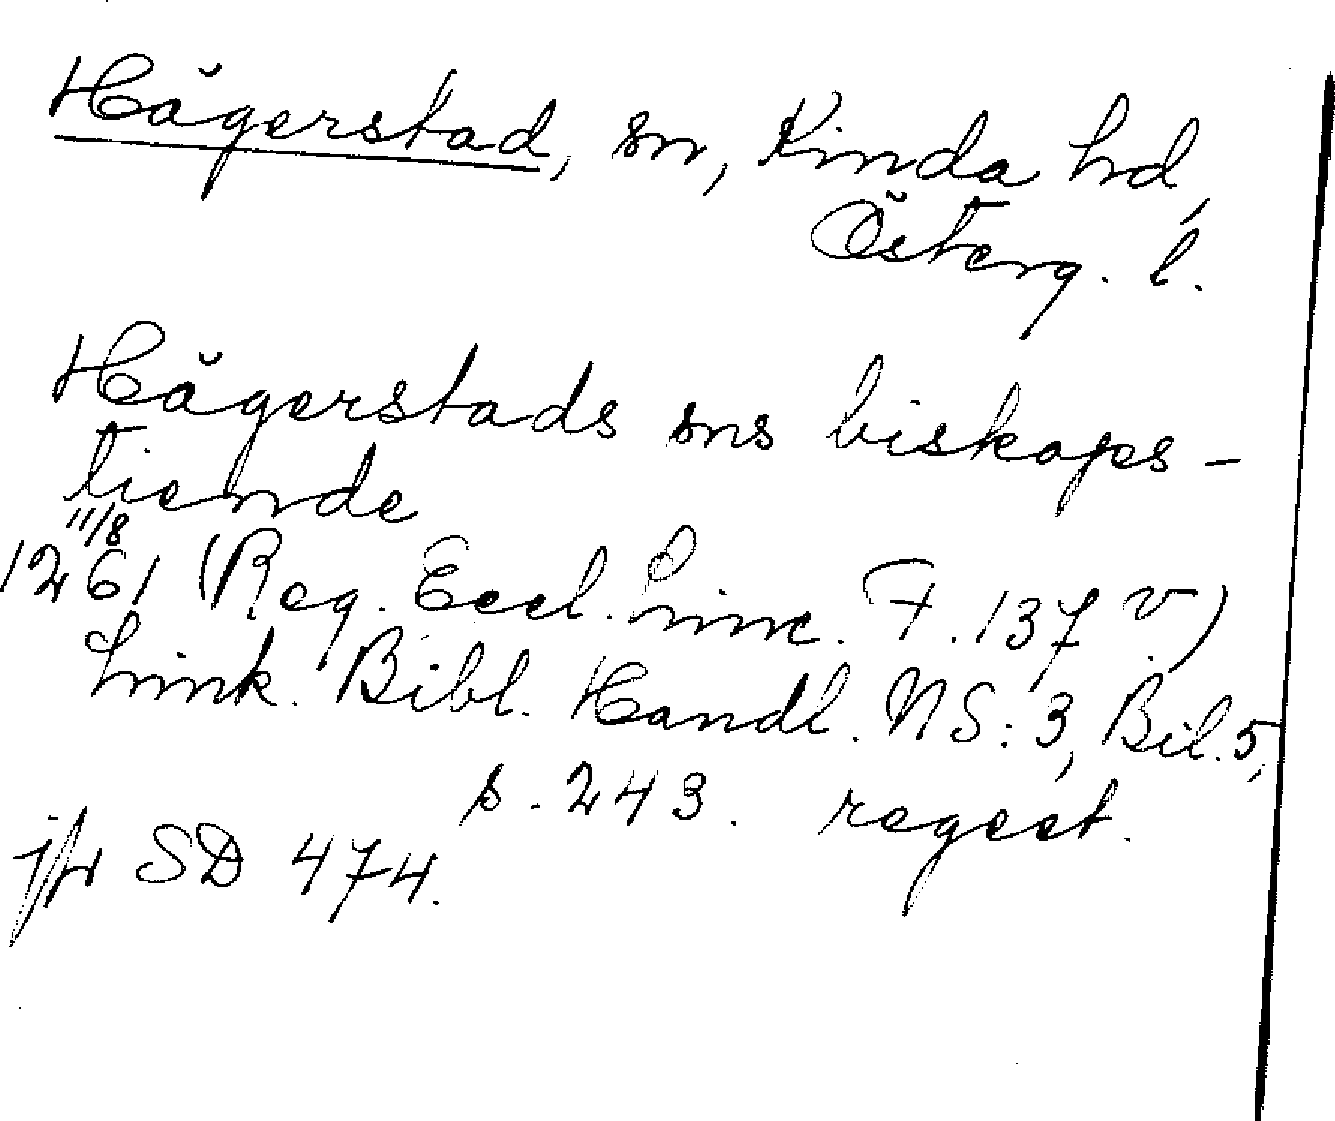 Hägerstad, sn, Kinda hd,
Österg. l.
Hägerstads sns biskops-
tiende
11/8
1261 (Reg. Eccl. Linc. F. 137 v)
Link. Bibl. Handl. NS: 3, Bil. 5,
s. 243. regest.
jfr SD 474.